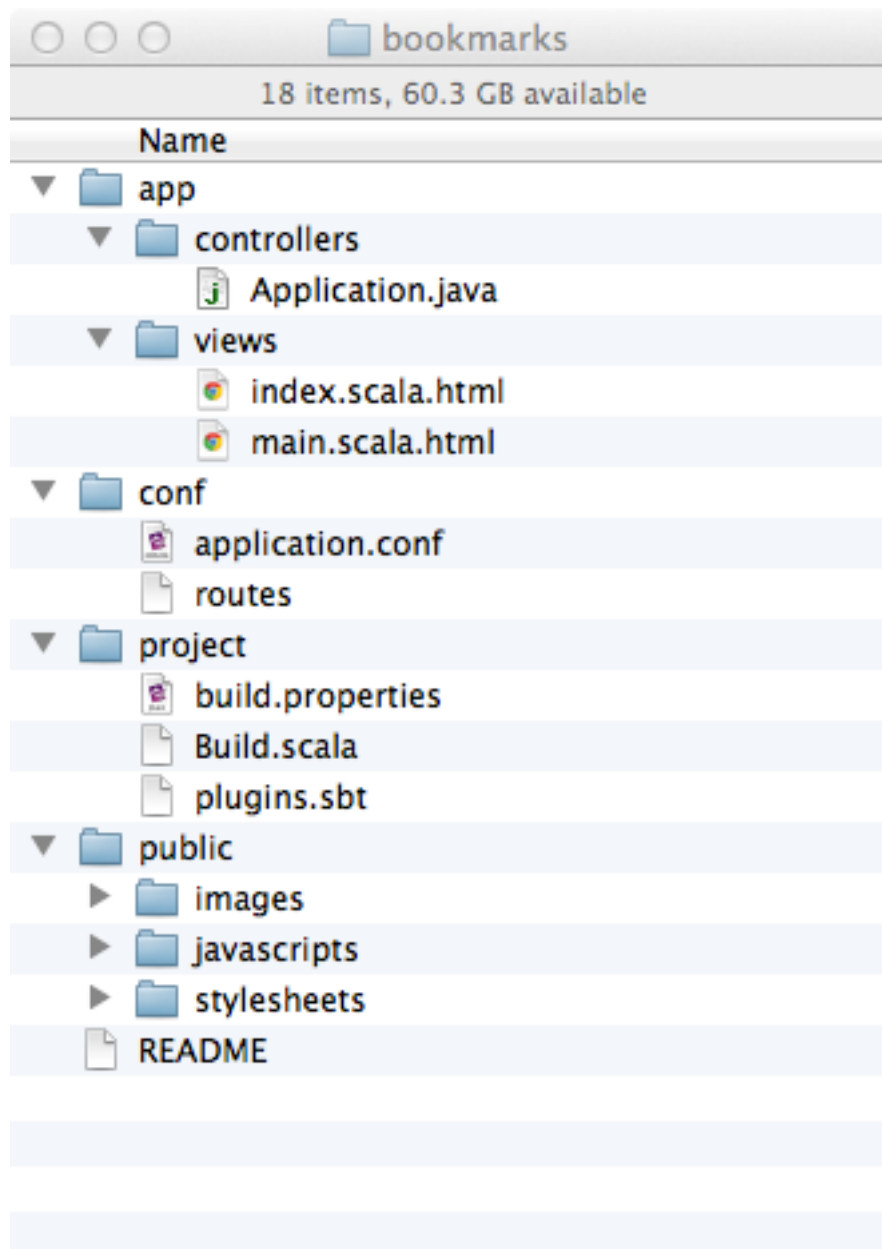 bookmarks
18 items, 60.3 GB available
Name
app
controllers
Application.java
views
index.scala.html
main.scala.html
conf
application.conf
routes
project
build.properties
Build.scala
plugins.sbt
public
images
javascripts
stylesheets
README